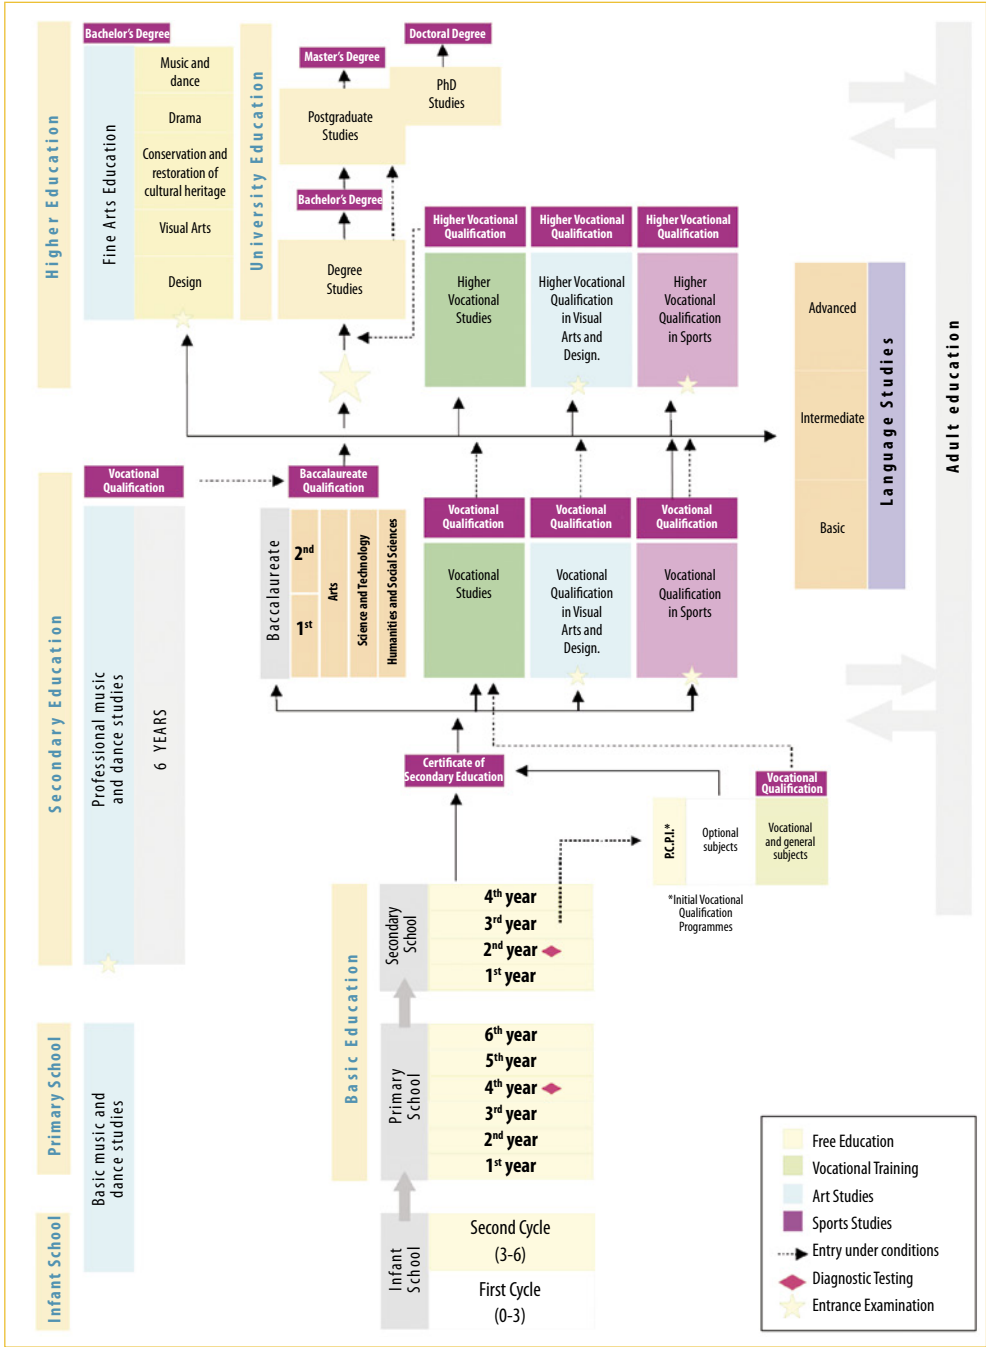 Higher Education
Bachelor's Degree
Fine Arts Education
Music and
dance
Drama
Conservation and
restoration of
cultural heritage
Visual Arts
Design
University Education
Doctoral Degree
Master's Degree
PhD
Studies
Postgraduate
Studies
Bachelor's Degree
Degree
Studies
Higher Vocational
Qualification
Higher
Vocational
Studies
Higher Vocational
Qualification
Higher Vocational
Qualification
in Visual
Arts and
Design.
Higher Vocational
Qualification
Higher
Vocational
Qualification
in Sports
Advanced
Intermediate
Basic
Language Studies
Adult education
Secondary Education
Vocational
Qualification
Professional music
and dance studies
6 YEARS
Baccalaureate
Qualification
Baccalaureate
2nd
1st
Arts
Science and Technology
Humanities and Social Sciences
Vocational
Qualification
Vocational
Studies
Vocational
Qualification
Vocational
Qualification
in Visual
Arts and
Design.
Vocational
Qualification
Vocational
Qualification
in Sports
Certificate of
Secondary Education
Vocational
Qualification
P.C.P.I.*
Optional
subjects
Vocational
and general
subjects
*Initial Vocational
Qualification
Programmes
Basic Education
Secondary
School
4th year
3rd year
2nd year
1st year
Primary School
Basic music and
dance studies
Primary
School
6th year
5th year
4th year
3rd year
2nd year
1st year
Infant School
Infant
School
Second Cycle
(3-6)
First Cycle
(0-3)
Free Education
Vocational Training
Art Studies
Sports Studies
Entry under conditions
Diagnostic Testing
Entrance Examination